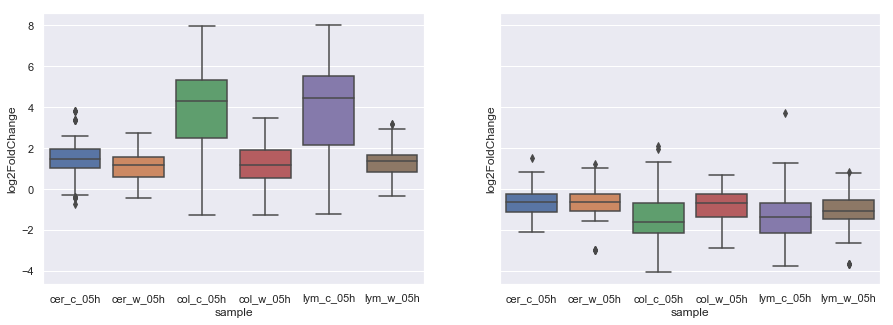 log2FoldChange
8
6
4
2
0
−2
−4
cer_c_05h cer_w_05h col_c_05h col_w_05h lym_c_05h lym_w_05h
sample
log2FoldChange
cer_c_05h cer_w_05h col_c_05h col_w_05h lym_c_05h lym_w_05h
sample